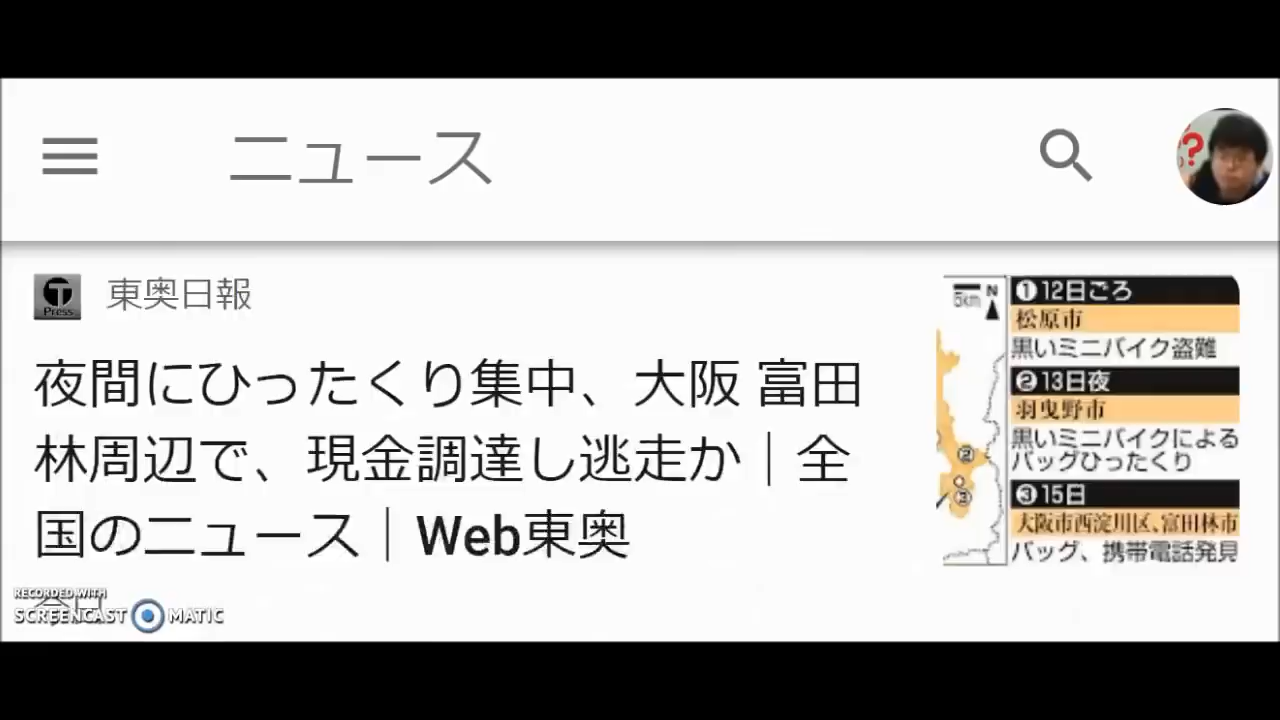 ニュース
?
T
Press
東奥日報
夜間にひったくり集中、大阪 富田
林周辺で、現金調達し逃走か｜全
国のニュース｜Web東奥
今日
5km
N
②
③
❶12日ごろ
松原市
黒いミニバイク盗難
❷13日夜
羽曳野市
黒いミニバイクによる
バッグひったくり
❸15日
大阪市西淀川区、富田林市
バッグ、携帯電話発見
RECORDED WITH
SCREENCAST MATIC